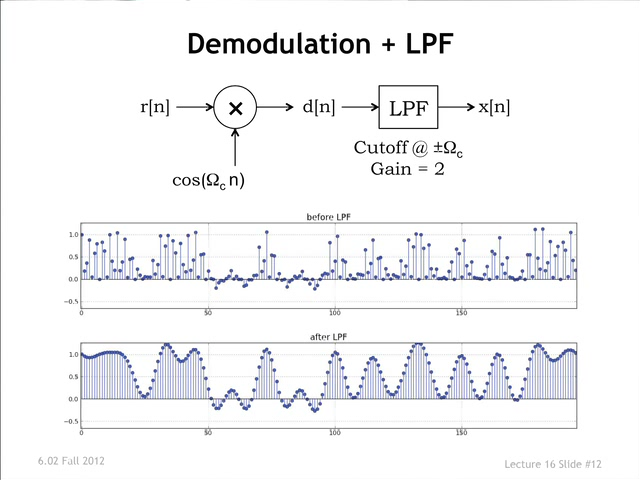 Demodulation + LPF
r[n] × d[n] LPF x[n]
Cutoff @ ±Ωc
Gain = 2
cos(Ωc n)
before LPF
1.0
0.5
0.0
−0.5
0 50 100 150
after LPF
1.0
0.5
0.0
−0.5
0 50 100 150
6.02 Fall 2012
Lecture 16 Slide #12